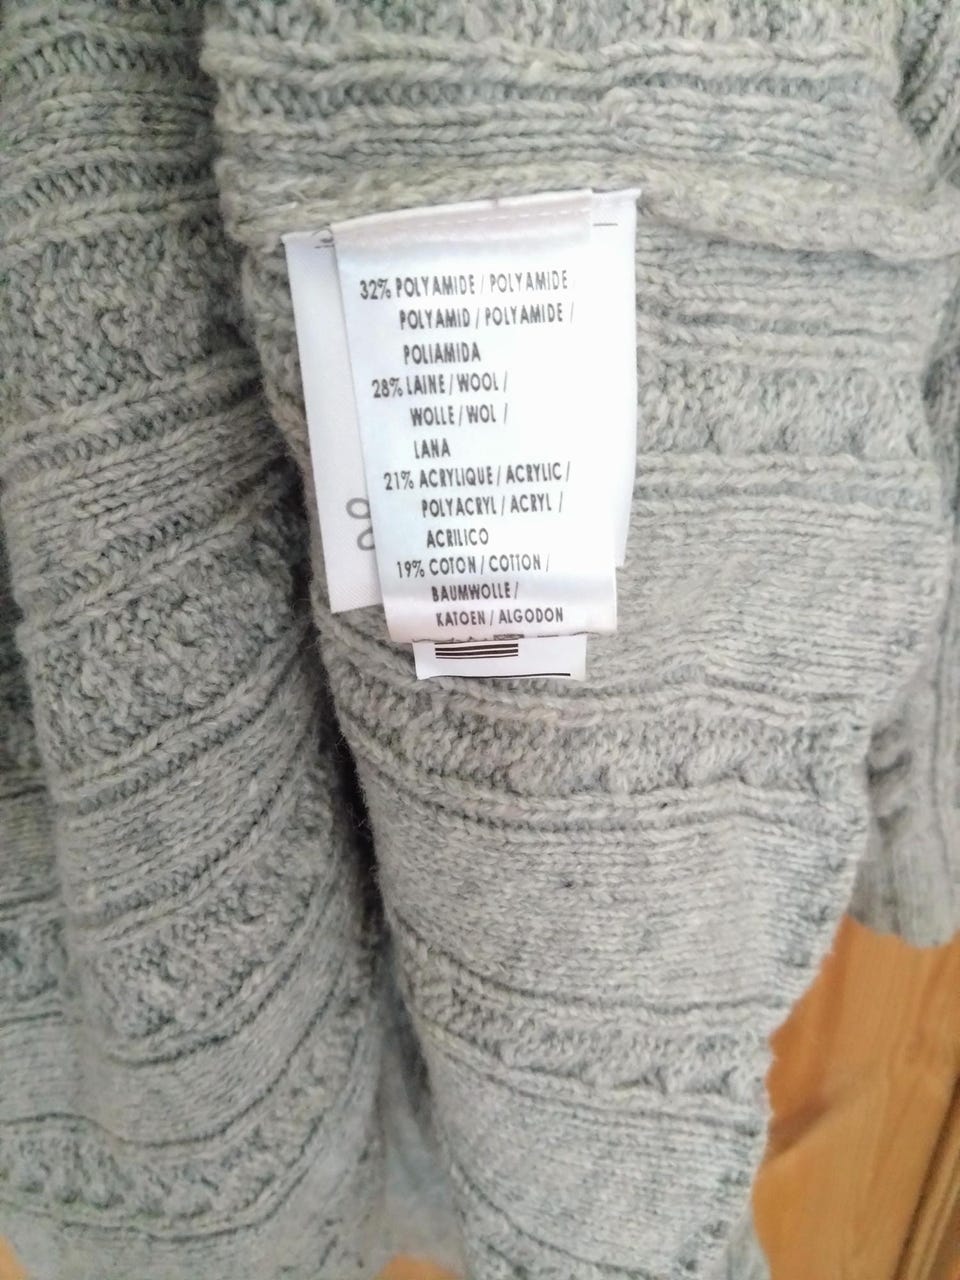 32% POLYAMIDE / POLYAMIDE
POLYAMID / POLYAMIDE /
POLIAMIDA
28% LAINE / WOOL /
WOLLE / WOL /
LANA
21% ACRYLIQUE / ACRYLIC /
POLYACRYL / ACRYL /
ACRILICO
19% COTON / COTTON /
BAUMWOLLE /
KATOEN / ALGODON